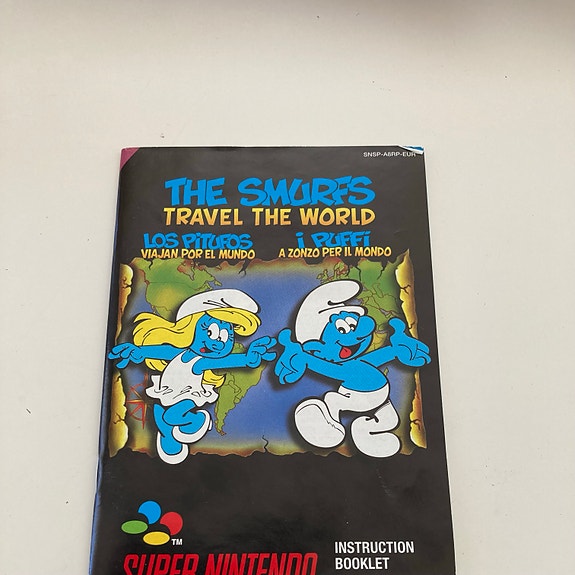 SNSP-A6RP-EUR
THE SMURFS
TRAVEL THE WORLD
LOS PITUFOS
VIAJAN POR EL MUNDO
i PUFFi
A ZONZO PER IL MONDO
TM
SUPER NINTENDO
INSTRUCTION
BOOKLET